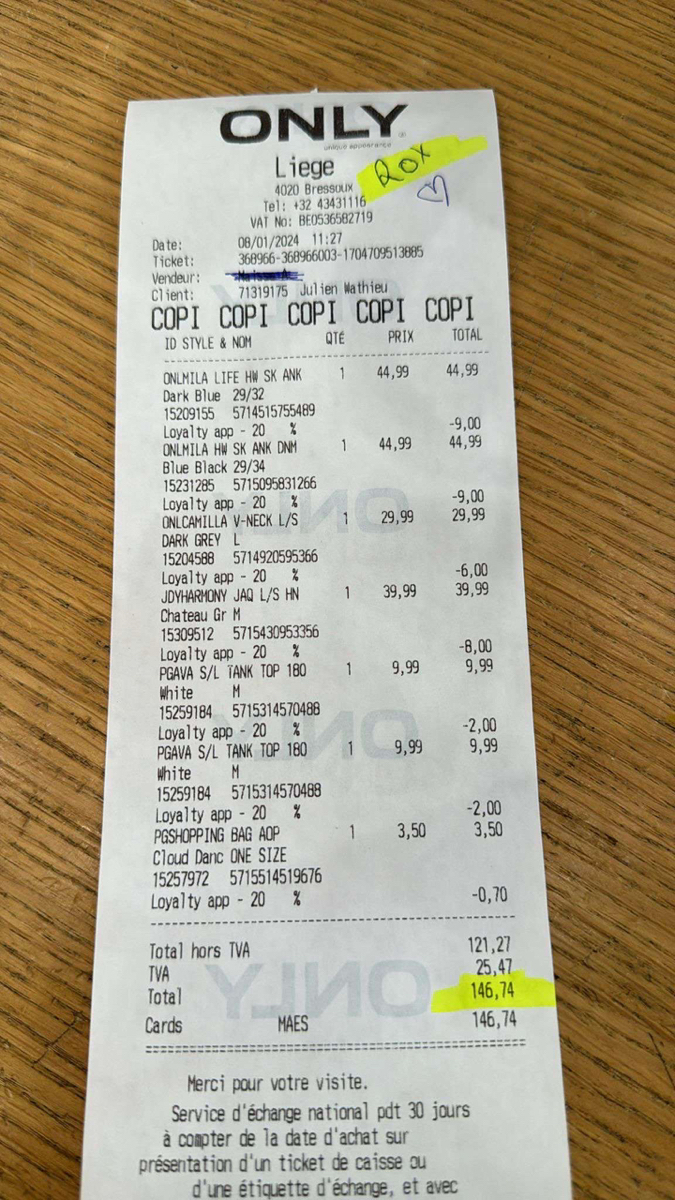 ONLY
unique appearance
Liege
Rox
4020 Bressoux
Tel: +32 43431116
VAT No: BE0536582719
Date: 08/01/2024 11:27
Ticket: 368966-368966003-1704709513885
Vendeur:
Client: 71319175 Julien Wathieu
COPI COPI COPI COPI COPI
ID STYLE & NOM QTÉ PRIX TOTAL
ONLMILA LIFE HW SK ANK 1 44,99 44,99
Dark Blue 29/32
15209155 5714515755489
Loyalty app - 20 % -9,00
ONLMILA HW SK ANK DNM 1 44,99 44,99
Blue Black 29/34
15231285 5715095831266
Loyalty app - 20 % -9,00
ONLCAMILLA V-NECK L/S 1 29,99 29,99
DARK GREY L
15204588 5714920595366
Loyalty app - 20 % -6,00
JDYHARMONY JAQ L/S HN 1 39,99 39,99
Chateau Gr M
15309512 5715430953356
Loyalty app - 20 % -8,00
PGAVA S/L TANK TOP 180 1 9,99 9,99
White M
15259184 5715314570488
Loyalty app - 20 % -2,00
PGAVA S/L TANK TOP 180 1 9,99 9,99
White M
15259184 5715314570488
Loyalty app - 20 % -2,00
PGSHOPPING BAG AOP 1 3,50 3,50
Cloud Danc ONE SIZE
15257972 5715514519676
Loyalty app - 20 % -0,70
Total hors TVA 121,27
TVA 25,47
Total 146,74
Cards MAES 146,74
Merci pour votre visite.
Service d'échange national pdt 30 jours
à compter de la date d'achat sur
présentation d'un ticket de caisse ou
d'une étiquette d'échange, et avec